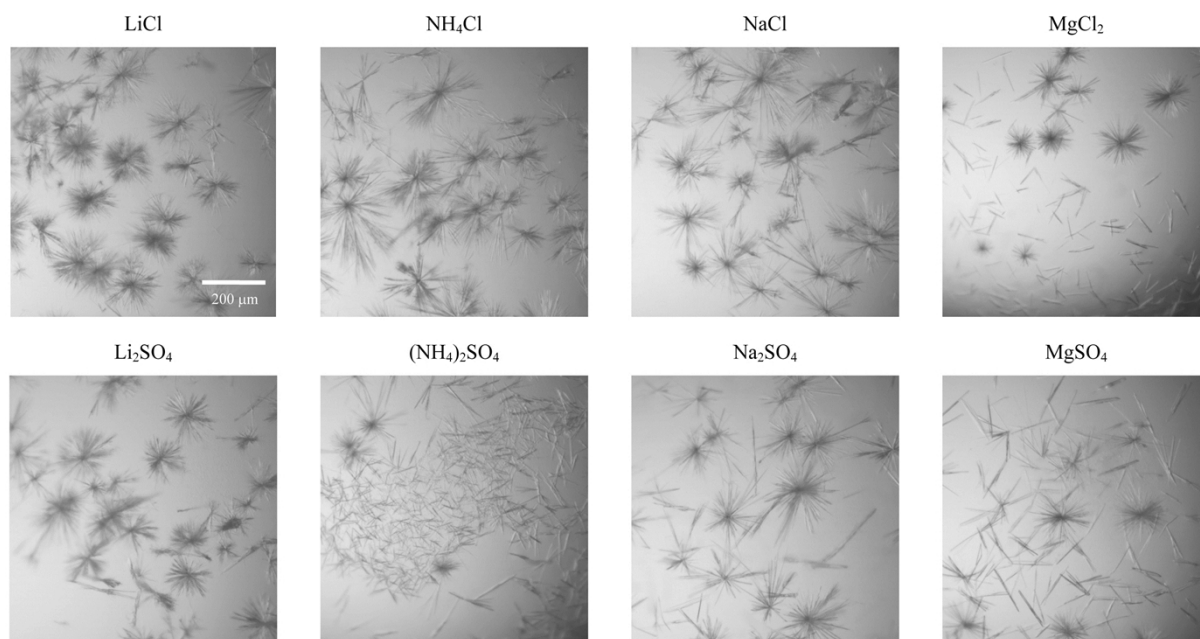 LiCl
NH₄Cl
NaCl
MgCl₂
200 μm
Li₂SO₄
(NH₄)₂SO₄
Na₂SO₄
MgSO₄